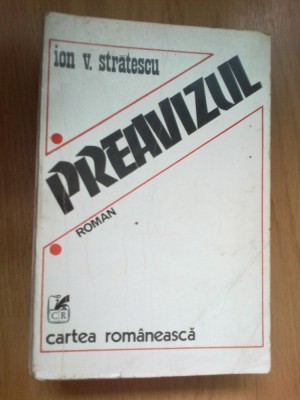 ion v. stratescu
PREAVIZUL
ROMAN
CR
cartea românească